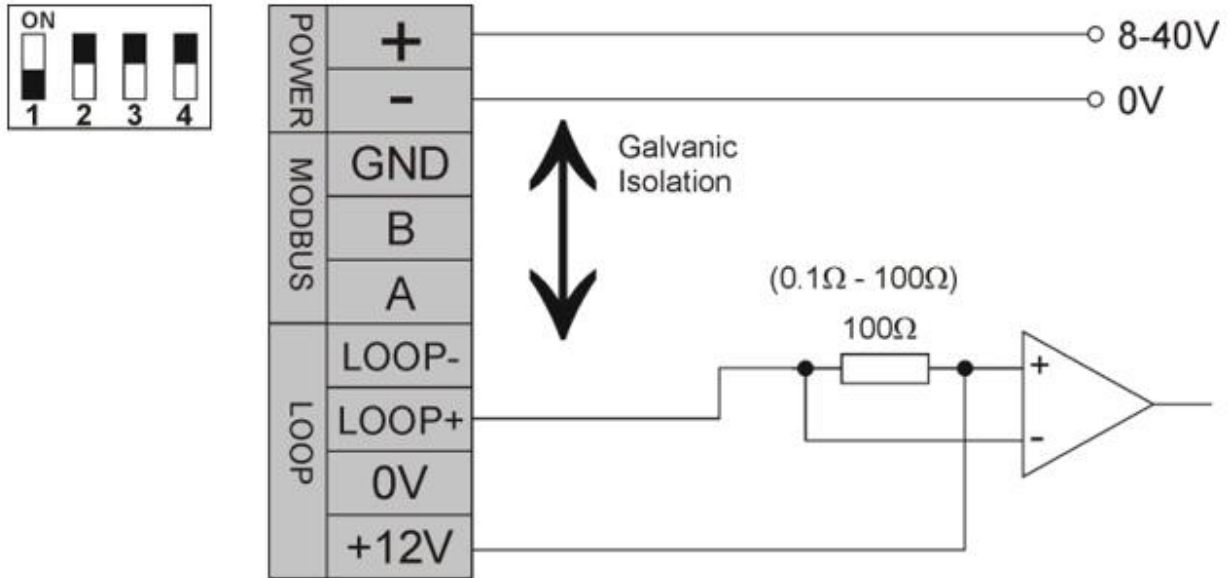 ON
1 2 3 4
POWER
+
-
MODBUS
GND
B
A
LOOP
LOOP-
LOOP+
0V
+12V
8-40V
0V
Galvanic
Isolation
(0.1Ω - 100Ω)
100Ω
+
-